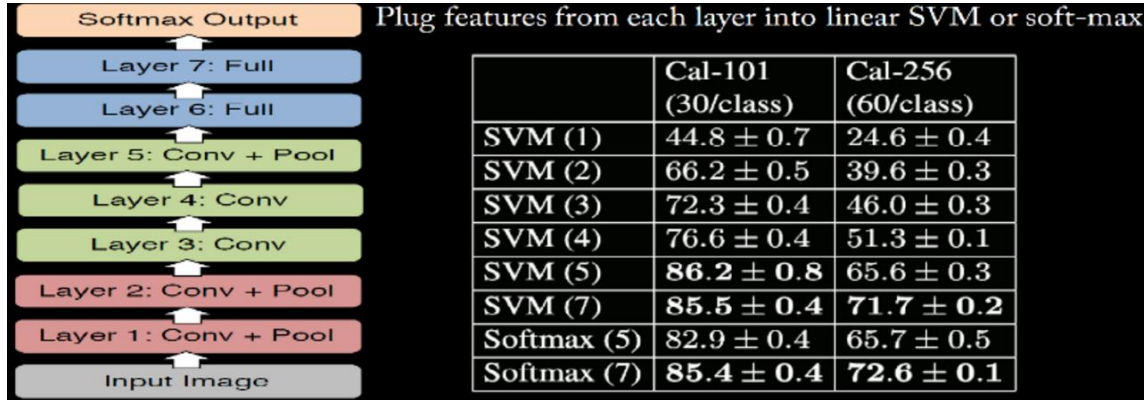 Softmax Output
Layer 7: Full
Layer 6: Full
Layer 5: Conv + Pool
Layer 4: Conv
Layer 3: Conv
Layer 2: Conv + Pool
Layer 1: Conv + Pool
Input Image
Plug features from each layer into linear SVM or soft-max
Cal-101 Cal-256
(30/class) (60/class)
SVM (1) 44.8 ± 0.7 24.6 ± 0.4
SVM (2) 66.2 ± 0.5 39.6 ± 0.3
SVM (3) 72.3 ± 0.4 46.0 ± 0.3
SVM (4) 76.6 ± 0.4 51.3 ± 0.1
SVM (5) 86.2 ± 0.8 65.6 ± 0.3
SVM (7) 85.5 ± 0.4 71.7 ± 0.2
Softmax (5) 82.9 ± 0.4 65.7 ± 0.5
Softmax (7) 85.4 ± 0.4 72.6 ± 0.1